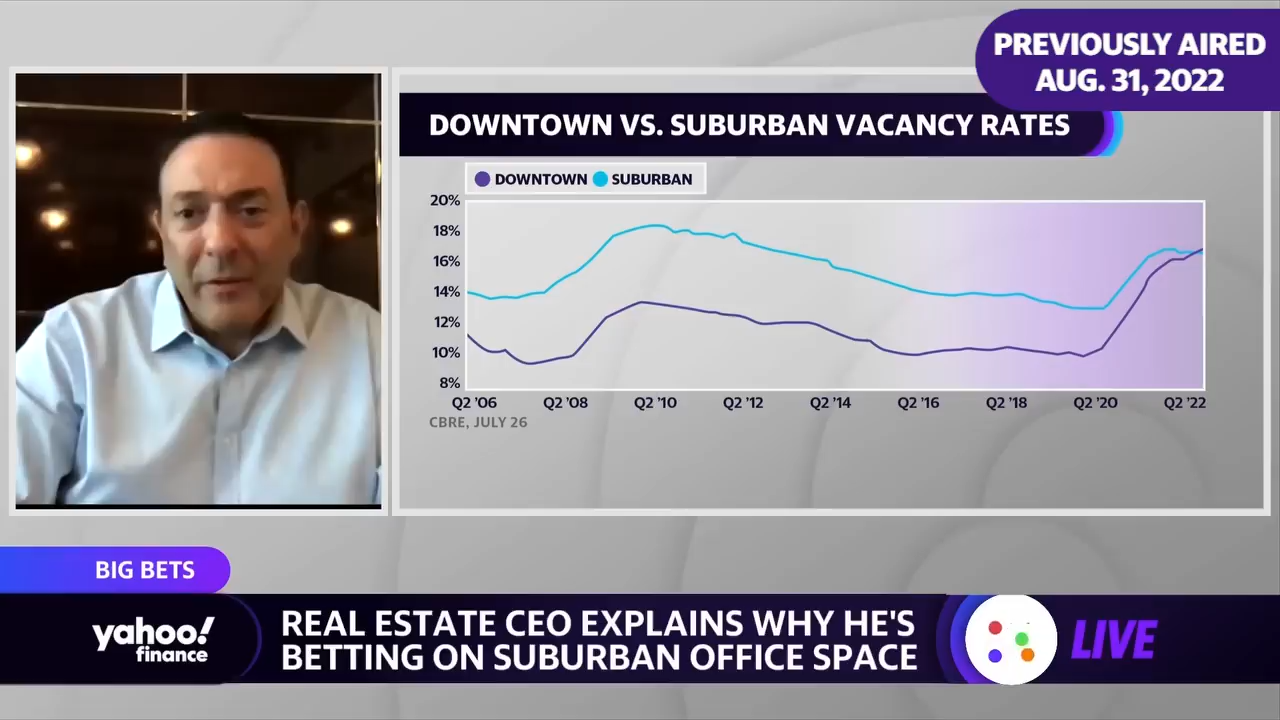 PREVIOUSLY AIRED
AUG. 31, 2022
DOWNTOWN VS. SUBURBAN VACANCY RATES
DOWNTOWN SUBURBAN
20%
18%
16%
14%
12%
10%
8%
Q2 '06 Q2 '08 Q2 '10 Q2 '12 Q2 '14 Q2 '16 Q2 '18 Q2 '20 Q2 '22
CBRE, JULY 26
BIG BETS
yahoo!
finance
REAL ESTATE CEO EXPLAINS WHY HE'S
BETTING ON SUBURBAN OFFICE SPACE
LIVE